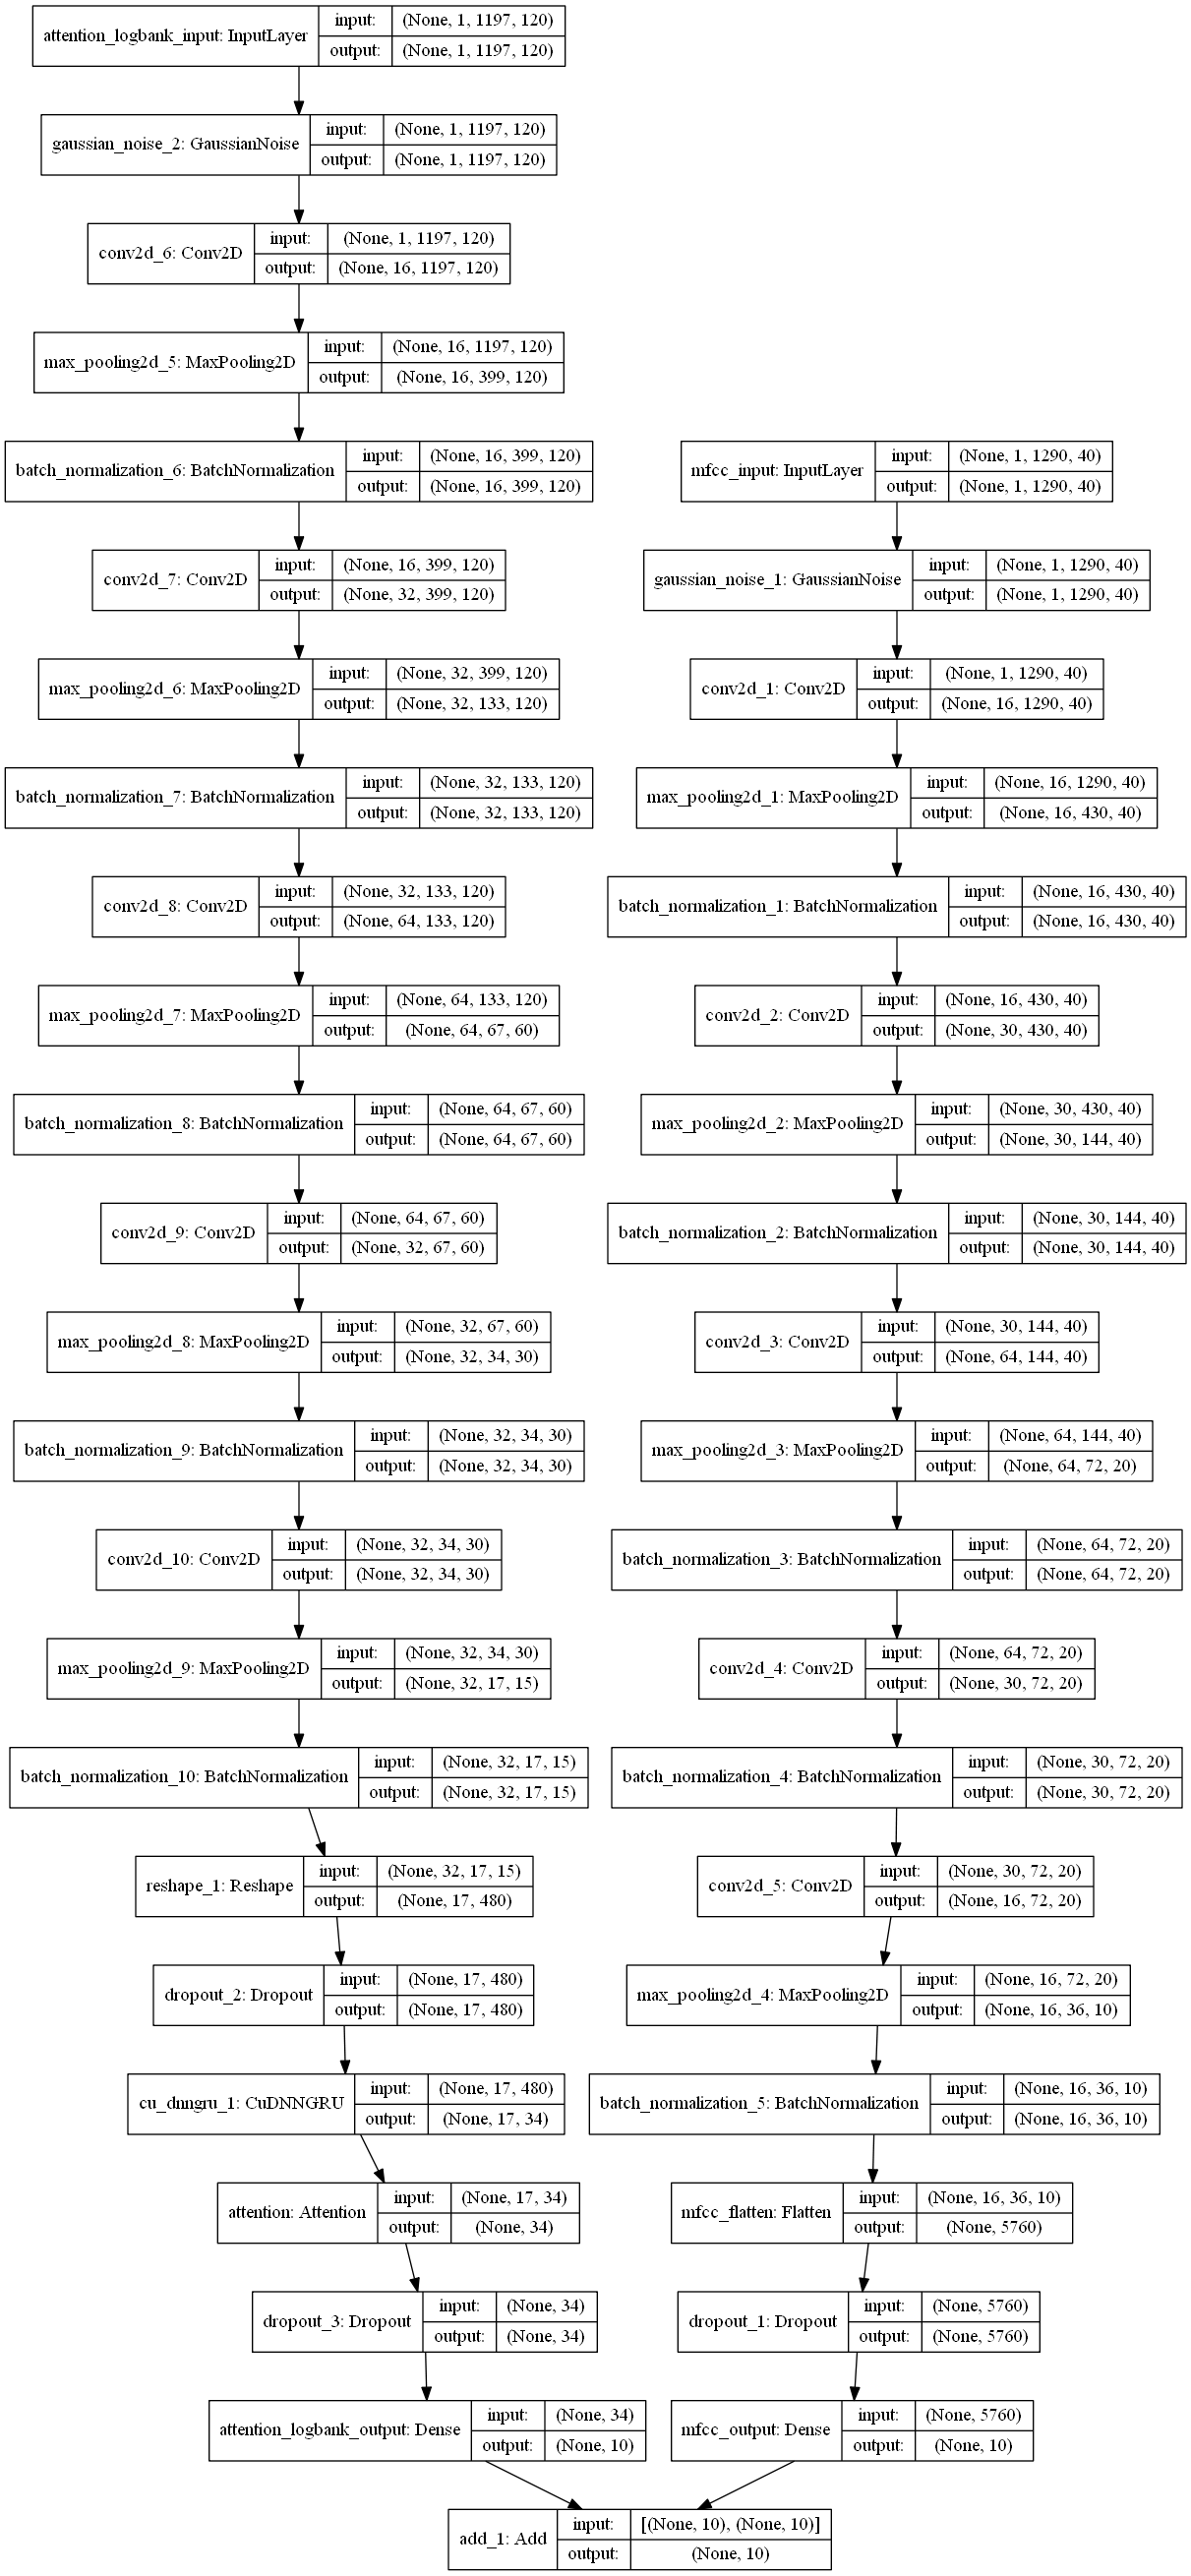 attention_logbank_input: InputLayer
input: (None, 1, 1197, 120)
output: (None, 1, 1197, 120)
gaussian_noise_2: GaussianNoise
input: (None, 1, 1197, 120)
output: (None, 1, 1197, 120)
conv2d_6: Conv2D
input: (None, 1, 1197, 120)
output: (None, 16, 1197, 120)
max_pooling2d_5: MaxPooling2D
input: (None, 16, 1197, 120)
output: (None, 16, 399, 120)
batch_normalization_6: BatchNormalization
input: (None, 16, 399, 120)
output: (None, 16, 399, 120)
conv2d_7: Conv2D
input: (None, 16, 399, 120)
output: (None, 32, 399, 120)
max_pooling2d_6: MaxPooling2D
input: (None, 32, 399, 120)
output: (None, 32, 133, 120)
batch_normalization_7: BatchNormalization
input: (None, 32, 133, 120)
output: (None, 32, 133, 120)
conv2d_8: Conv2D
input: (None, 32, 133, 120)
output: (None, 64, 133, 120)
max_pooling2d_7: MaxPooling2D
input: (None, 64, 133, 120)
output: (None, 64, 67, 60)
batch_normalization_8: BatchNormalization
input: (None, 64, 67, 60)
output: (None, 64, 67, 60)
conv2d_9: Conv2D
input: (None, 64, 67, 60)
output: (None, 32, 67, 60)
max_pooling2d_8: MaxPooling2D
input: (None, 32, 67, 60)
output: (None, 32, 34, 30)
batch_normalization_9: BatchNormalization
input: (None, 32, 34, 30)
output: (None, 32, 34, 30)
conv2d_10: Conv2D
input: (None, 32, 34, 30)
output: (None, 32, 34, 30)
max_pooling2d_9: MaxPooling2D
input: (None, 32, 34, 30)
output: (None, 32, 17, 15)
batch_normalization_10: BatchNormalization
input: (None, 32, 17, 15)
output: (None, 32, 17, 15)
reshape_1: Reshape
input: (None, 32, 17, 15)
output: (None, 17, 480)
dropout_2: Dropout
input: (None, 17, 480)
output: (None, 17, 480)
cu_dnngru_1: CuDNNGRU
input: (None, 17, 480)
output: (None, 17, 34)
attention: Attention
input: (None, 17, 34)
output: (None, 34)
dropout_3: Dropout
input: (None, 34)
output: (None, 34)
attention_logbank_output: Dense
input: (None, 34)
output: (None, 10)
mfcc_input: InputLayer
input: (None, 1, 1290, 40)
output: (None, 1, 1290, 40)
gaussian_noise_1: GaussianNoise
input: (None, 1, 1290, 40)
output: (None, 1, 1290, 40)
conv2d_1: Conv2D
input: (None, 1, 1290, 40)
output: (None, 16, 1290, 40)
max_pooling2d_1: MaxPooling2D
input: (None, 16, 1290, 40)
output: (None, 16, 430, 40)
batch_normalization_1: BatchNormalization
input: (None, 16, 430, 40)
output: (None, 16, 430, 40)
conv2d_2: Conv2D
input: (None, 16, 430, 40)
output: (None, 30, 430, 40)
max_pooling2d_2: MaxPooling2D
input: (None, 30, 430, 40)
output: (None, 30, 144, 40)
batch_normalization_2: BatchNormalization
input: (None, 30, 144, 40)
output: (None, 30, 144, 40)
conv2d_3: Conv2D
input: (None, 30, 144, 40)
output: (None, 64, 144, 40)
max_pooling2d_3: MaxPooling2D
input: (None, 64, 144, 40)
output: (None, 64, 72, 20)
batch_normalization_3: BatchNormalization
input: (None, 64, 72, 20)
output: (None, 64, 72, 20)
conv2d_4: Conv2D
input: (None, 64, 72, 20)
output: (None, 30, 72, 20)
batch_normalization_4: BatchNormalization
input: (None, 30, 72, 20)
output: (None, 30, 72, 20)
conv2d_5: Conv2D
input: (None, 30, 72, 20)
output: (None, 16, 72, 20)
max_pooling2d_4: MaxPooling2D
input: (None, 16, 72, 20)
output: (None, 16, 36, 10)
batch_normalization_5: BatchNormalization
input: (None, 16, 36, 10)
output: (None, 16, 36, 10)
mfcc_flatten: Flatten
input: (None, 16, 36, 10)
output: (None, 5760)
dropout_1: Dropout
input: (None, 5760)
output: (None, 5760)
mfcc_output: Dense
input: (None, 5760)
output: (None, 10)
add_1: Add
input: [(None, 10), (None, 10)]
output: (None, 10)